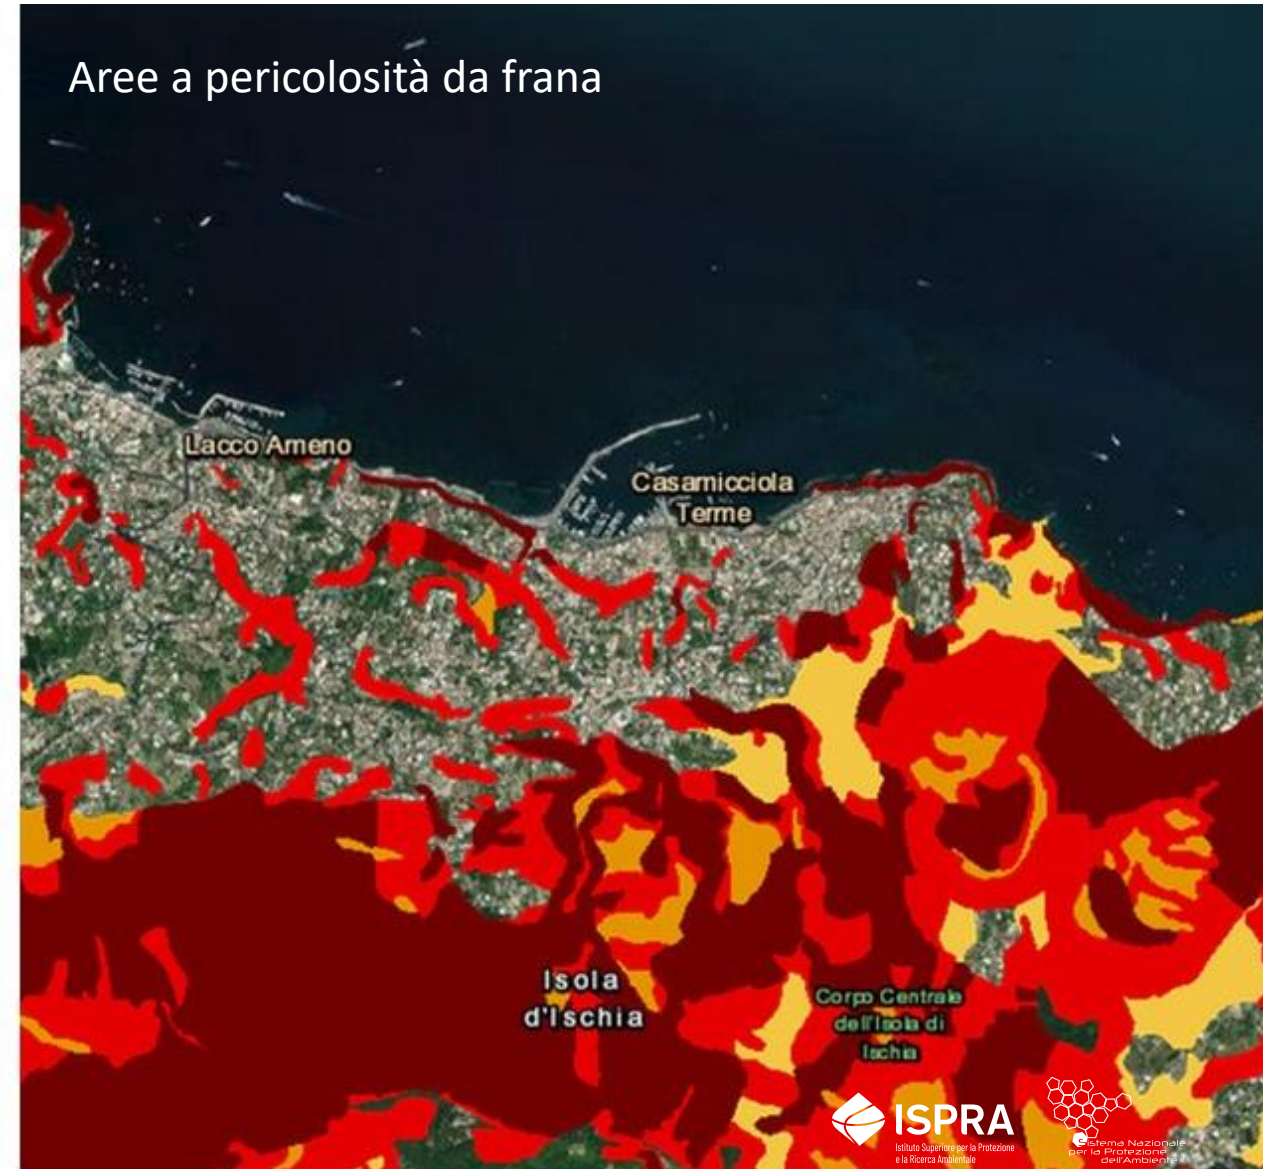 Aree a pericolosità da frana
Lacco Ameno
Casamicciola
Terme
Isola
d'Ischia
Corpo Centrale
dell'Isola di
Ischia
ISPRA
Istituto Superiore per la Protezione
e la Ricerca Ambientale
Sistema Nazionale
per la Protezione
dell'Ambiente